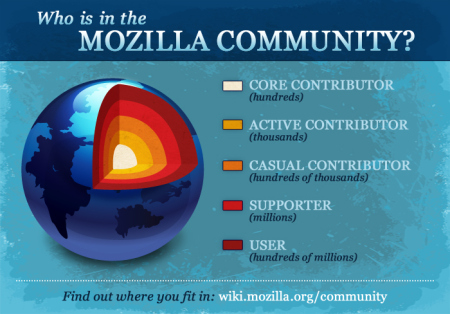 Who is in the
MOZILLA COMMUNITY?
CORE CONTRIBUTOR
(hundreds)
ACTIVE CONTRIBUTOR
(thousands)
CASUAL CONTRIBUTOR
(hundreds of thousands)
SUPPORTER
(millions)
USER
(hundreds of millions)
Find out where you fit in: wiki.mozilla.org/community